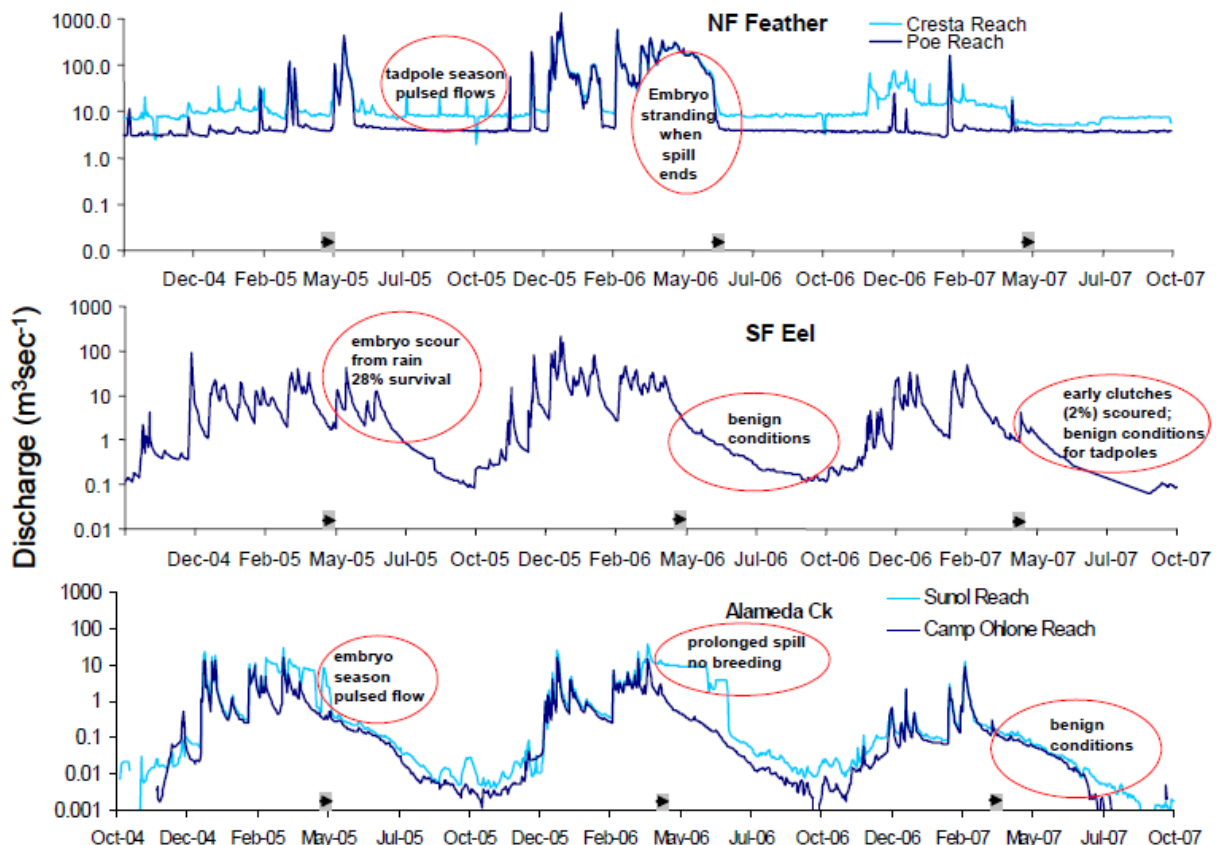 NF Feather
Cresta Reach
Poe Reach
1000.0
100.0
10.0
1.0
0.1
0.0
tadpole season
pulsed flows
Embryo
stranding
when
spill
ends
Dec-04 Feb-05 May-05 Jul-05 Oct-05 Dec-05 Feb-06 May-06 Jul-06 Oct-06 Dec-06 Feb-07 May-07 Jul-07 Oct-07
Discharge (m³sec⁻¹)
SF Eel
1000
100
10
1
0.1
0.01
embryo scour
from rain
28% survival
benign
conditions
early clutches
(2%) scoured;
benign conditions
for tadpoles
Dec-04 Feb-05 May-05 Jul-05 Oct-05 Dec-05 Feb-06 May-06 Jul-06 Oct-06 Dec-06 Feb-07 May-07 Jul-07 Oct-07
Alameda Ck
Sunol Reach
Camp Ohlone Reach
1000
100
10
1
0.1
0.01
0.001
embryo
season
pulsed flow
prolonged spill
no breeding
benign
conditions
Oct-04 Dec-04 Feb-05 May-05 Jul-05 Oct-05 Dec-05 Feb-06 May-06 Jul-06 Oct-06 Dec-06 Feb-07 May-07 Jul-07 Oct-07